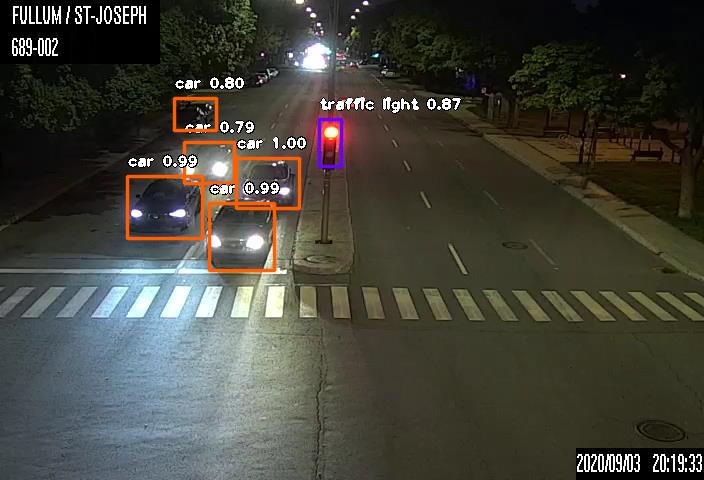 FULLUM / ST-JOSEPH
689-002
car 0.80
car 0.79
car 1.00
car 0.99
car 0.99
traffic light 0.87
2020/09/03 20:19:33